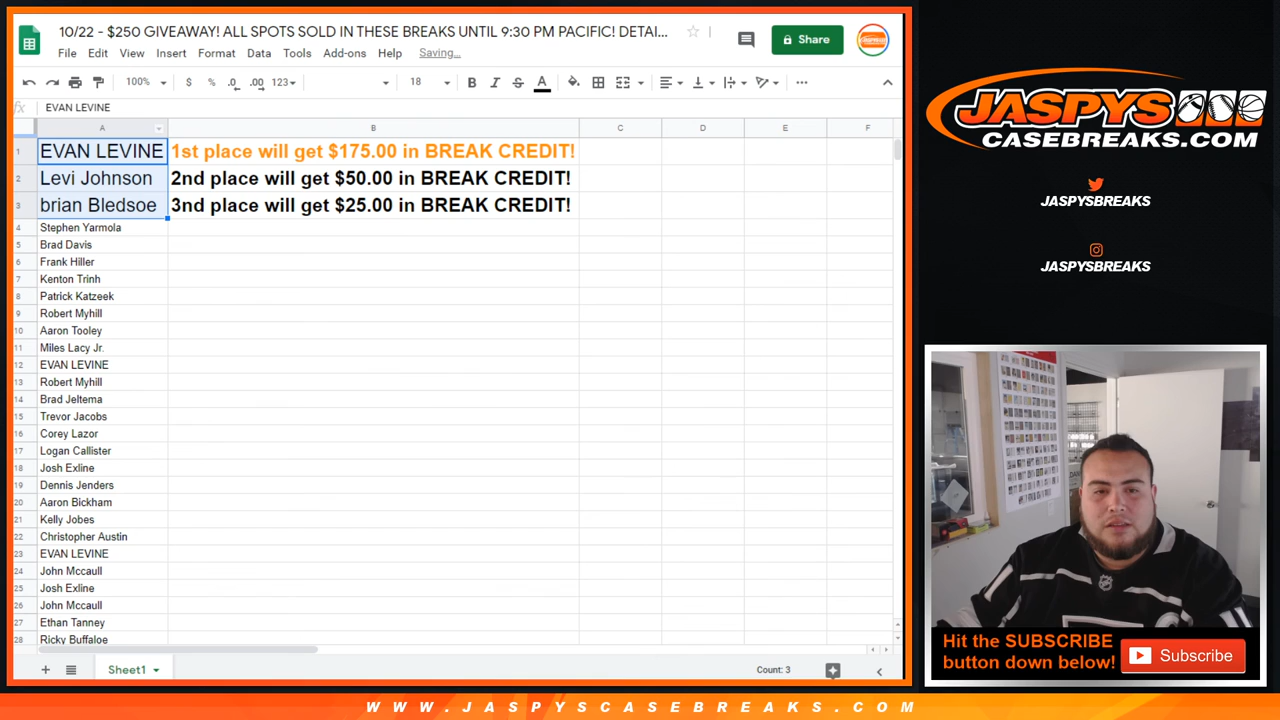 10/22 - $250 GIVEAWAY! ALL SPOTS SOLD IN THESE BREAKS UNTIL 9:30 PM PACIFIC! DETAI...
File Edit View Insert Format Data Tools Add-ons Help Saving...
Share
100% $ % .0 .00 123 18 B I S A
fx EVAN LEVINE
A B C D E F
1 EVAN LEVINE 1st place will get $175.00 in BREAK CREDIT!
2 Levi Johnson 2nd place will get $50.00 in BREAK CREDIT!
3 brian Bledsoe 3nd place will get $25.00 in BREAK CREDIT!
4 Stephen Yarmola
5 Brad Davis
6 Frank Hiller
7 Kenton Trinh
8 Patrick Katzeek
9 Robert Myhill
10 Aaron Tooley
11 Miles Lacy Jr.
12 EVAN LEVINE
13 Robert Myhill
14 Brad Jeltema
15 Trevor Jacobs
16 Corey Lazor
17 Logan Callister
18 Josh Exline
19 Dennis Jenders
20 Aaron Bickham
21 Kelly Jobes
22 Christopher Austin
23 EVAN LEVINE
24 John Mccaull
25 Josh Exline
26 John Mccaull
27 Ethan Tanney
28 Ricky Buffaloe
Sheet1
Count: 3
JASPYS
CASEBREAKS.COM
JASPYSBREAKS
JASPYSBREAKS
Hit the SUBSCRIBE
button down below!
Subscribe
WWW.JASPYSCASEBREAKS.COM